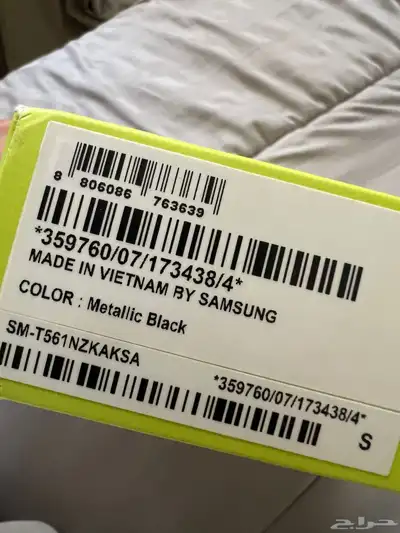 8 806086 763639
*359760/07/173438/4*
MADE IN VIETNAM BY SAMSUNG
COLOR : Metallic Black
SM-T561NZKAKSA
*359760/07/173438/4*
S
حراج